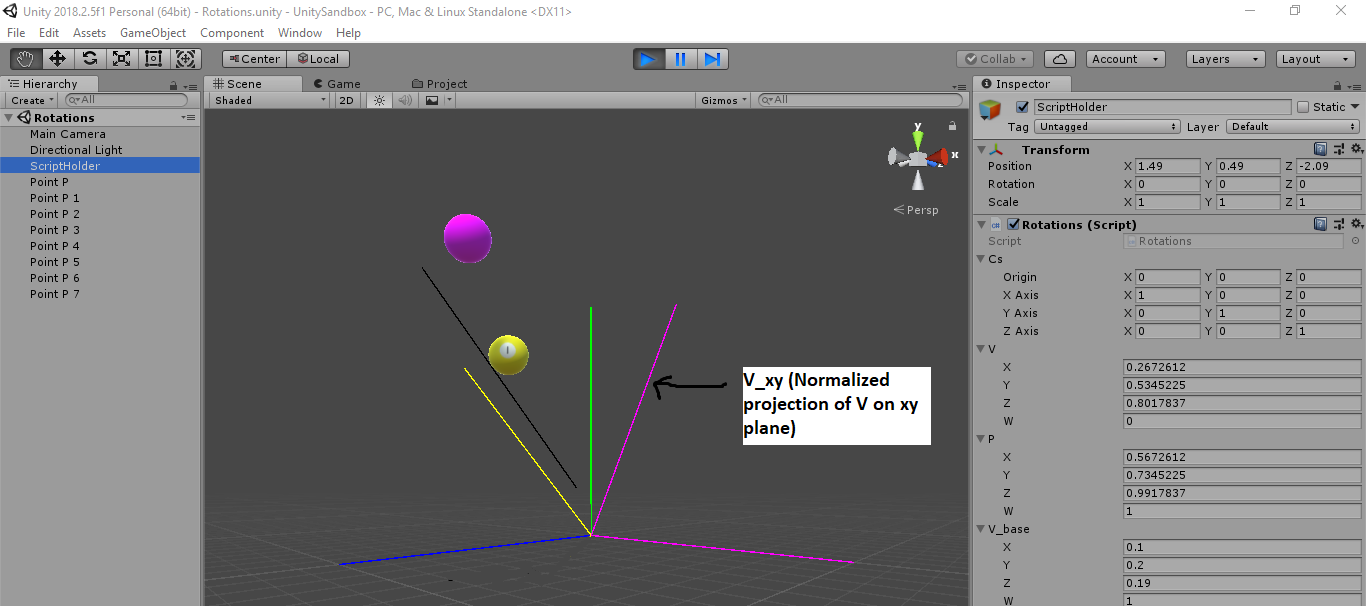 Unity 2018.2.5f1 Personal (64bit) - Rotations.unity - UnitySandbox - PC, Mac & Linux Standalone <DX11>
File Edit Assets GameObject Component Window Help
Center Local Collab Account Layers Layout
Hierarchy
Create All
Rotations
Main Camera
Directional Light
ScriptHolder
Point P
Point P 1
Point P 2
Point P 3
Point P 4
Point P 5
Point P 6
Point P 7
Scene Game Project
Shaded 2D Gizmos All
y
x
z
Persp
V_xy (Normalized
projection of V on xy
plane)
Inspector
ScriptHolder Static
Tag Untagged Layer Default
Transform
Position X 1.49 Y 0.49 Z -2.09
Rotation X 0 Y 0 Z 0
Scale X 1 Y 1 Z 1
Rotations (Script)
Script Rotations
Cs
Origin X 0 Y 0 Z 0
X Axis X 1 Y 0 Z 0
Y Axis X 0 Y 1 Z 0
Z Axis X 0 Y 0 Z 1
V
X 0.2672612
Y 0.5345225
Z 0.8017837
W 0
P
X 0.5672612
Y 0.7345225
Z 0.9917837
W 1
V_base
X 0.1
Y 0.2
Z 0.19
W 1